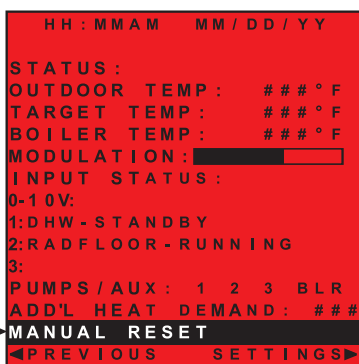 HH:MMAM MM/DD/YY
STATUS:
OUTDOOR TEMP: ###°F
TARGET TEMP: ###°F
BOILER TEMP: ###°F
MODULATION:
INPUT STATUS:
0-10V:
1:DHW-STANDBY
2:RADFLOOR-RUNNING
3:
PUMPS/AUX: 1 2 3 BLR
ADD'L HEAT DEMAND: ###
MANUAL RESET
◀PREVIOUS SETTINGS▶